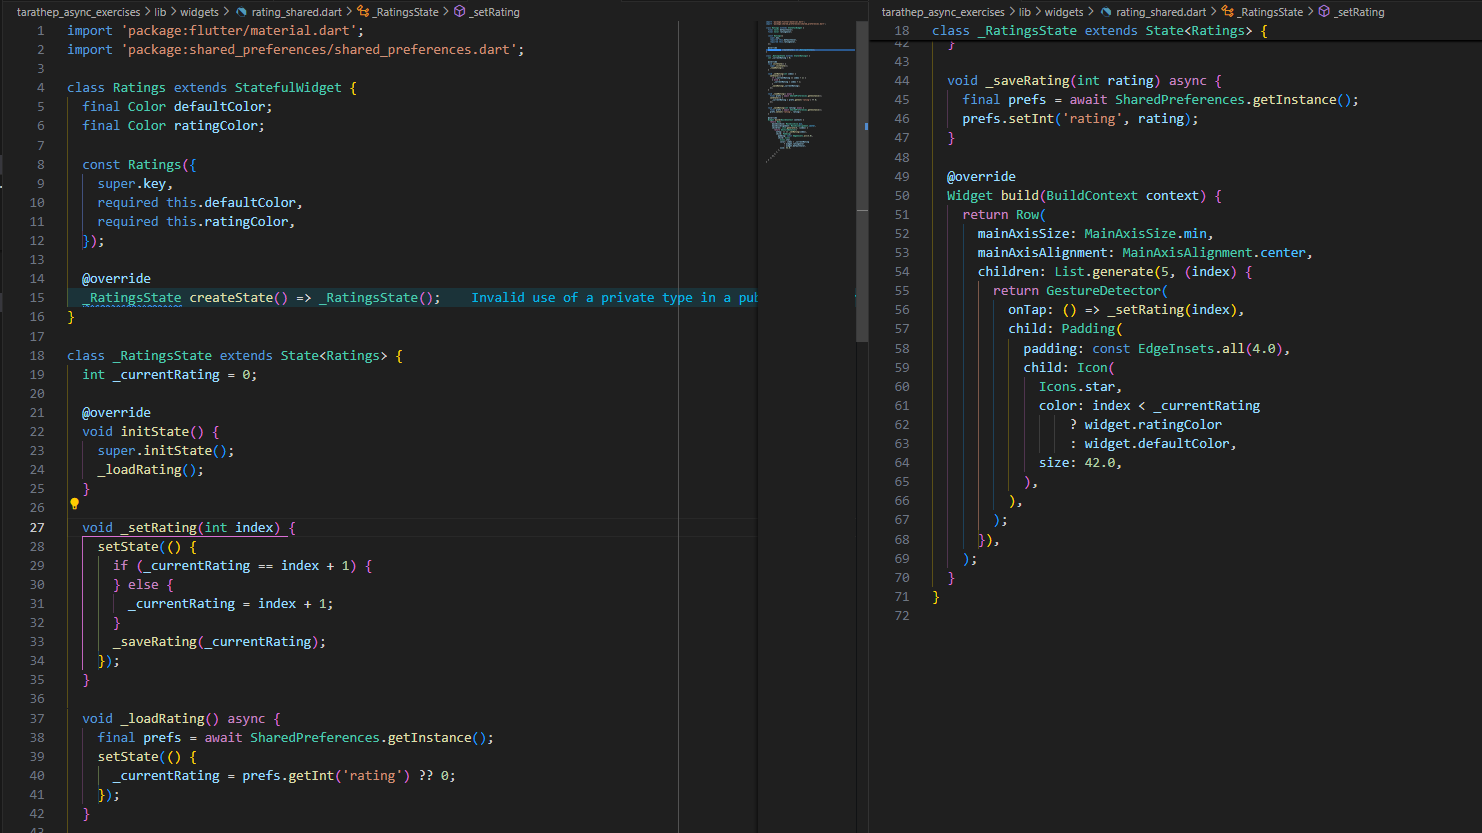 tarathep_async_exercises > lib > widgets > rating_shared.dart > _RatingsState > _setRating
1 import 'package:flutter/material.dart';
2 import 'package:shared_preferences/shared_preferences.dart';
3
4 class Ratings extends StatefulWidget {
5 final Color defaultColor;
6 final Color ratingColor;
7
8 const Ratings({
9 super.key,
10 required this.defaultColor,
11 required this.ratingColor,
12 });
13
14 @override
15 _RatingsState createState() => _RatingsState(); Invalid use of a private type in a pub
16 }
17
18 class _RatingsState extends State<Ratings> {
19 int _currentRating = 0;
20
21 @override
22 void initState() {
23 super.initState();
24 _loadRating();
25 }
26
27 void _setRating(int index) {
28 setState(() {
29 if (_currentRating == index + 1) {
30 } else {
31 _currentRating = index + 1;
32 }
33 _saveRating(_currentRating);
34 });
35 }
36
37 void _loadRating() async {
38 final prefs = await SharedPreferences.getInstance();
39 setState(() {
40 _currentRating = prefs.getInt('rating') ?? 0;
41 });
42 }
43
tarathep_async_exercises > lib > widgets > rating_shared.dart > _RatingsState > _setRating
18 class _RatingsState extends State<Ratings> {
42 }
43
44 void _saveRating(int rating) async {
45 final prefs = await SharedPreferences.getInstance();
46 prefs.setInt('rating', rating);
47 }
48
49 @override
50 Widget build(BuildContext context) {
51 return Row(
52 mainAxisSize: MainAxisSize.min,
53 mainAxisAlignment: MainAxisAlignment.center,
54 children: List.generate(5, (index) {
55 return GestureDetector(
56 onTap: () => _setRating(index),
57 child: Padding(
58 padding: const EdgeInsets.all(4.0),
59 child: Icon(
60 Icons.star,
61 color: index < _currentRating
62 ? widget.ratingColor
63 : widget.defaultColor,
64 size: 42.0,
65 ),
66 ),
67 );
68 }),
69 );
70 }
71 }
72